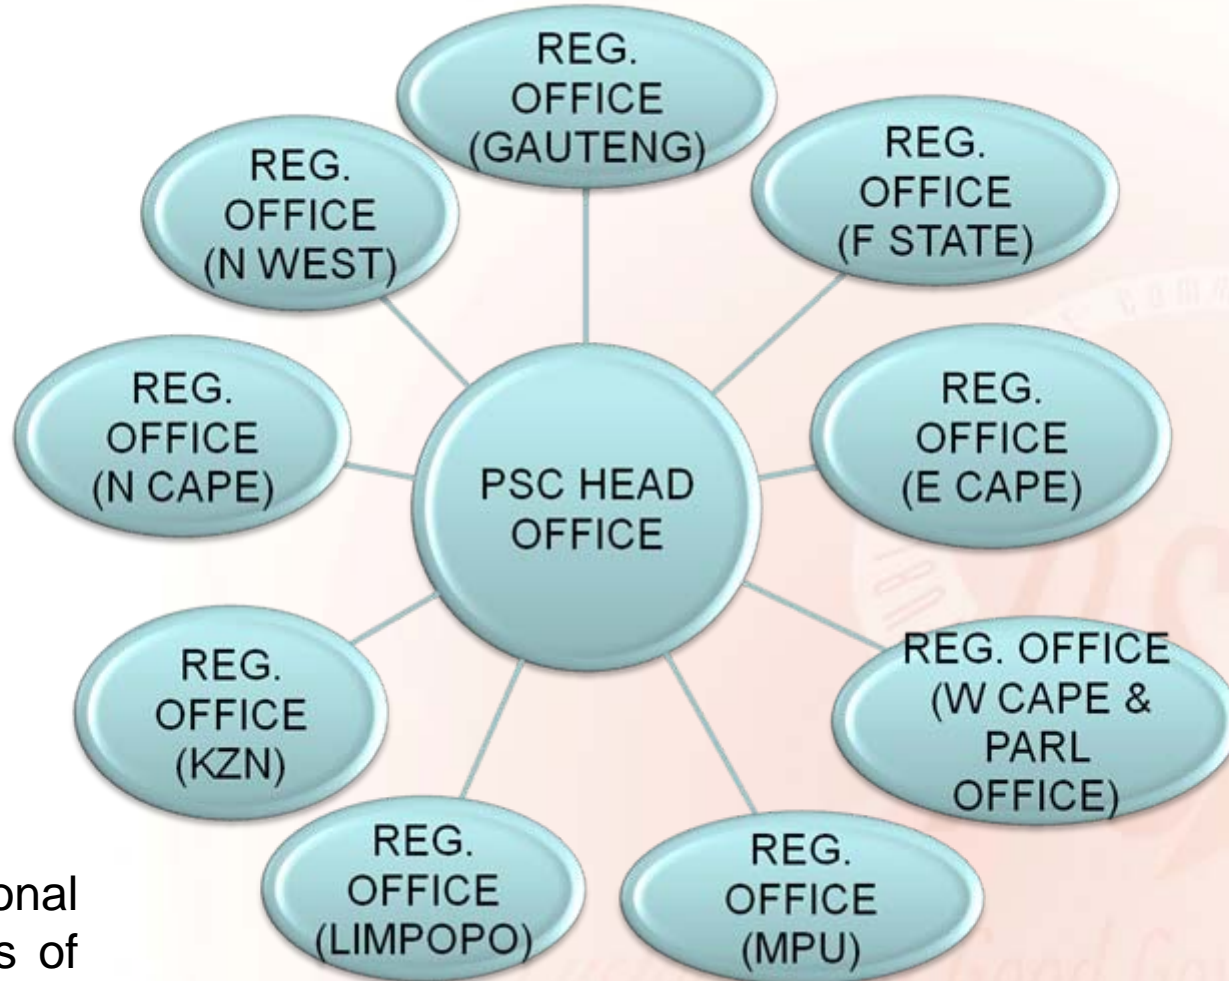 REG.
OFFICE
(GAUTENG)
REG.
OFFICE
(F STATE)
REG.
OFFICE
(N WEST)
REG.
OFFICE
(E CAPE)
REG.
OFFICE
(N CAPE)
PSC HEAD
OFFICE
REG. OFFICE
(W CAPE &
PARL
OFFICE)
REG.
OFFICE
(KZN)
REG.
OFFICE
(LIMPOPO)
REG.
OFFICE
(MPU)
of